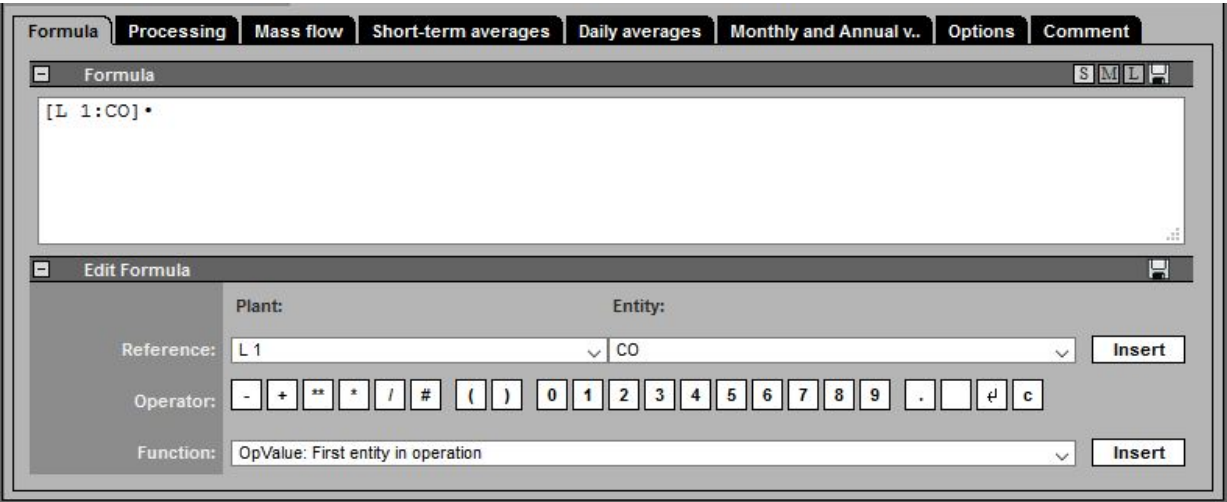 Formula Processing Mass flow Short-term averages Daily averages Monthly and Annual v.. Options Comment
Formula S M L
[L 1:CO]•
Edit Formula
Plant: Entity:
Reference: L 1 CO Insert
Operator: - + ** * / # ( ) 0 1 2 3 4 5 6 7 8 9 . ↲ c
Function: OpValue: First entity in operation Insert